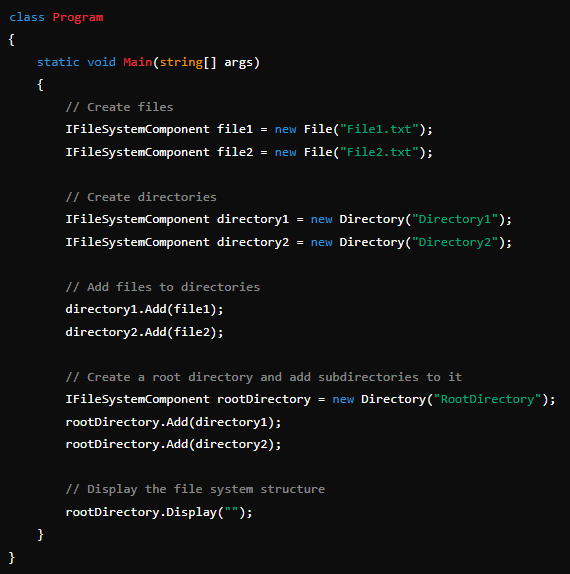 class Program
{
    static void Main(string[] args)
    {
        // Create files
        IFileSystemComponent file1 = new File("File1.txt");
        IFileSystemComponent file2 = new File("File2.txt");

        // Create directories
        IFileSystemComponent directory1 = new Directory("Directory1");
        IFileSystemComponent directory2 = new Directory("Directory2");

        // Add files to directories
        directory1.Add(file1);
        directory2.Add(file2);

        // Create a root directory and add subdirectories to it
        IFileSystemComponent rootDirectory = new Directory("RootDirectory");
        rootDirectory.Add(directory1);
        rootDirectory.Add(directory2);

        // Display the file system structure
        rootDirectory.Display("");
    }
}